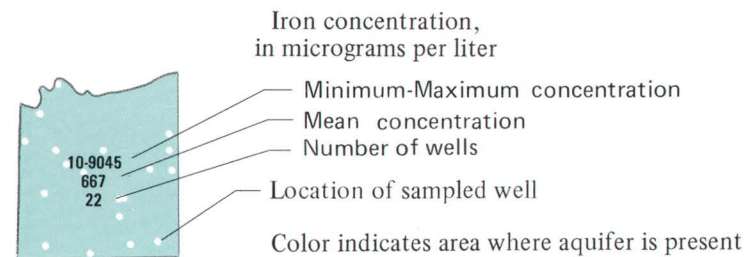 Iron concentration,
in micrograms per liter
Minimum-Maximum concentration
Mean concentration
Number of wells
10-9045
667
22
Location of sampled well
Color indicates area where aquifer is present